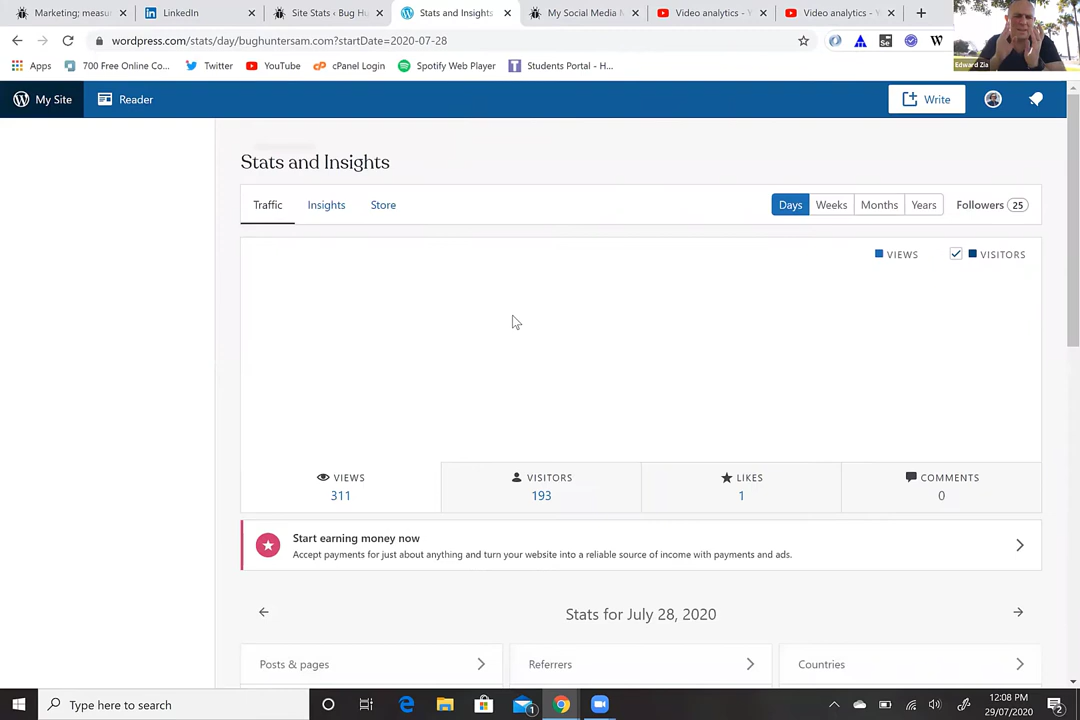 Marketing: measu
LinkedIn
Site Stats ‹ Bug Hu
Stats and Insights
My Social Media M
Video analytics - Y
Video analytics - Y
wordpress.com/stats/day/bughuntersam.com?startDate=2020-07-28
Apps
700 Free Online Co...
Twitter
YouTube
cPanel Login
Spotify Web Player
Students Portal - H...
Edward Zia
My Site
Reader
Write
Stats and Insights
Traffic
Insights
Store
Days
Weeks
Months
Years
Followers 25
VIEWS
VISITORS
VIEWS
311
VISITORS
193
LIKES
1
COMMENTS
0
Start earning money now
Accept payments for just about anything and turn your website into a reliable source of income with payments and ads.
Stats for July 28, 2020
Posts & pages
Referrers
Countries
Type here to search
1
12:08 PM
29/07/2020
2